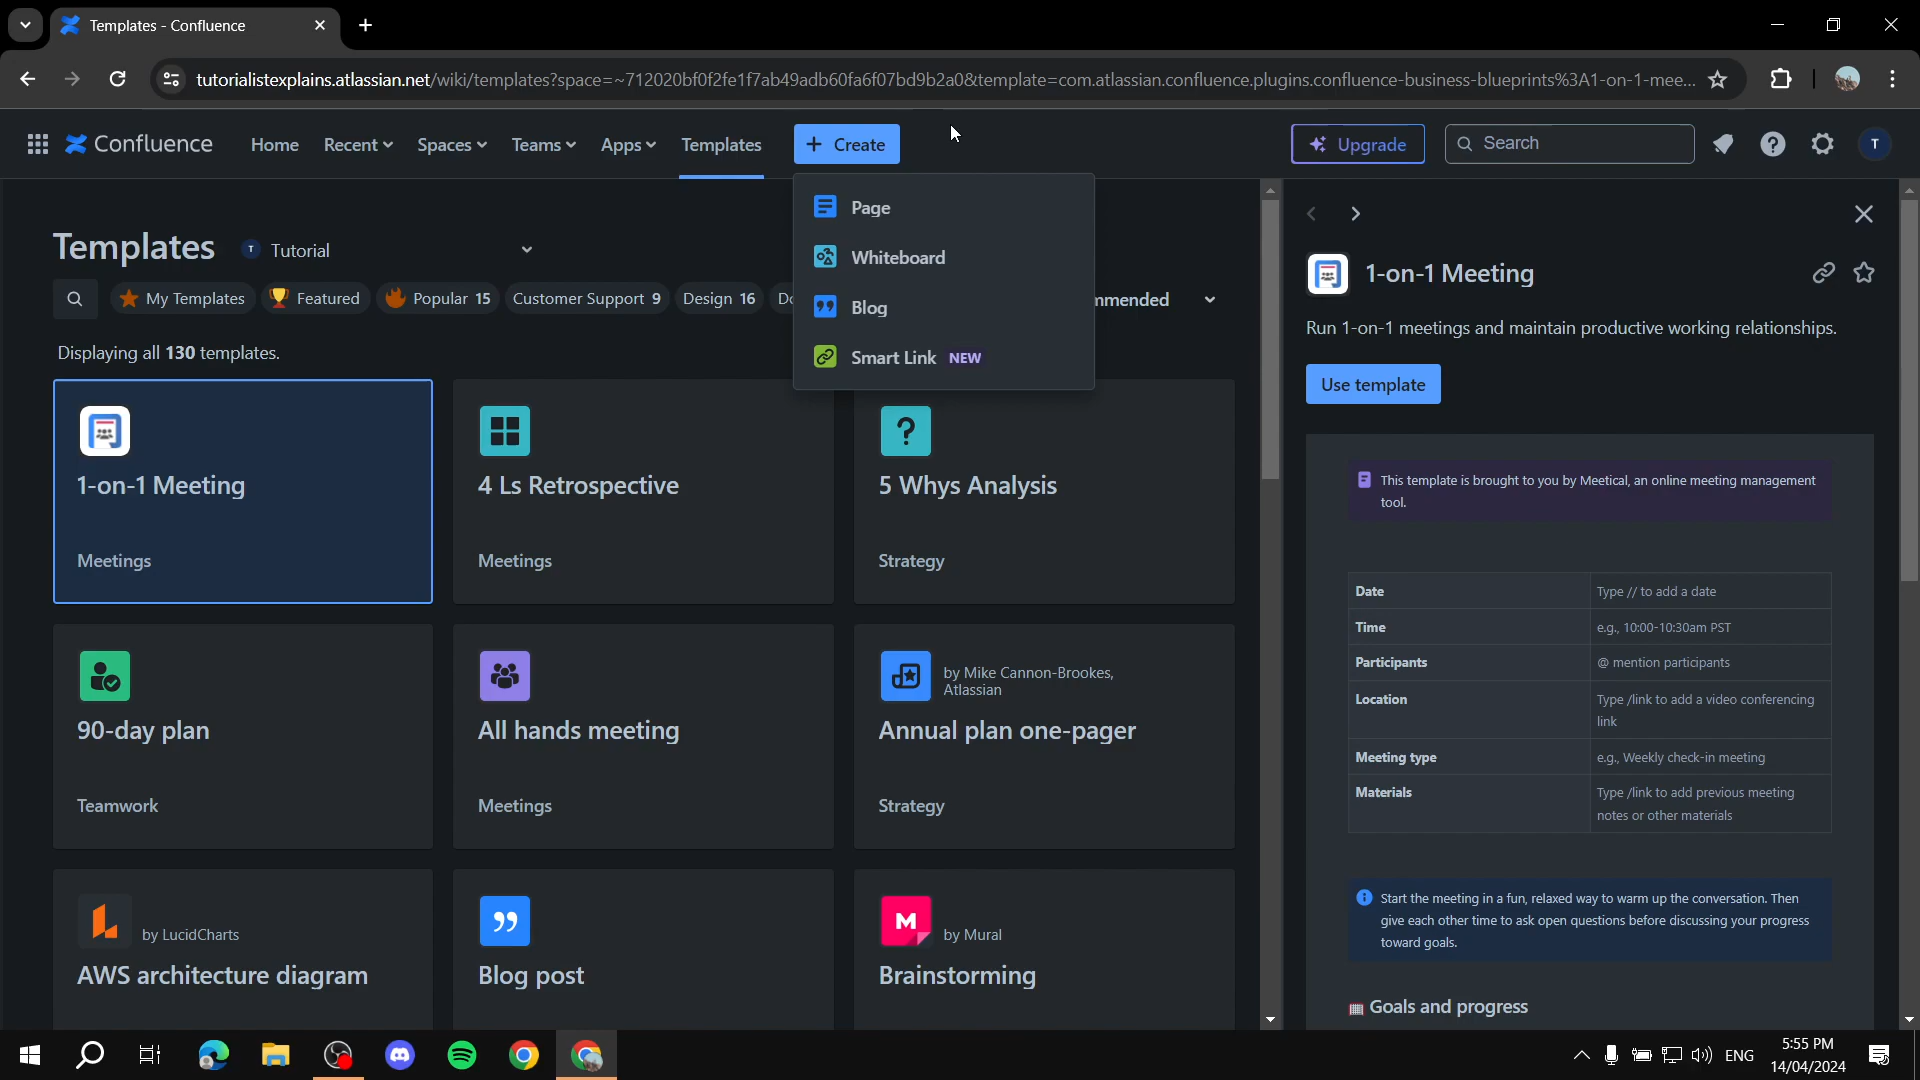 Templates - Confluence
tutorialistexplains.atlassian.net/wiki/templates?space=~712020bf0f2fe1f7ab49adb60fa6f07bd9b2a0&template=com.atlassian.confluence.plugins.confluence-business-blueprints%3A1-on-1-mee...
Confluence Home Recent Spaces Teams Apps Templates + Create Upgrade Search T
Page
Whiteboard
Blog
Smart Link NEW
Templates T Tutorial
My Templates Featured Popular 15 Customer Support 9 Design 16
mmended
Displaying all 130 templates.
1-on-1 Meeting
Meetings
4 Ls Retrospective
Meetings
5 Whys Analysis
Strategy
90-day plan
Teamwork
All hands meeting
Meetings
by Mike Cannon-Brookes,
Atlassian
Annual plan one-pager
Strategy
by LucidCharts
AWS architecture diagram
Blog post
by Mural
Brainstorming
1-on-1 Meeting
Run 1-on-1 meetings and maintain productive working relationships.
Use template
This template is brought to you by Meetical, an online meeting management
tool.
Date Type // to add a date
Time e.g., 10:00-10:30am PST
Participants @ mention participants
Location Type /link to add a video conferencing
link
Meeting type e.g., Weekly check-in meeting
Materials Type /link to add previous meeting
notes or other materials
Start the meeting in a fun, relaxed way to warm up the conversation. Then
give each other time to ask open questions before discussing your progress
toward goals.
Goals and progress
ENG
5:55 PM
14/04/2024